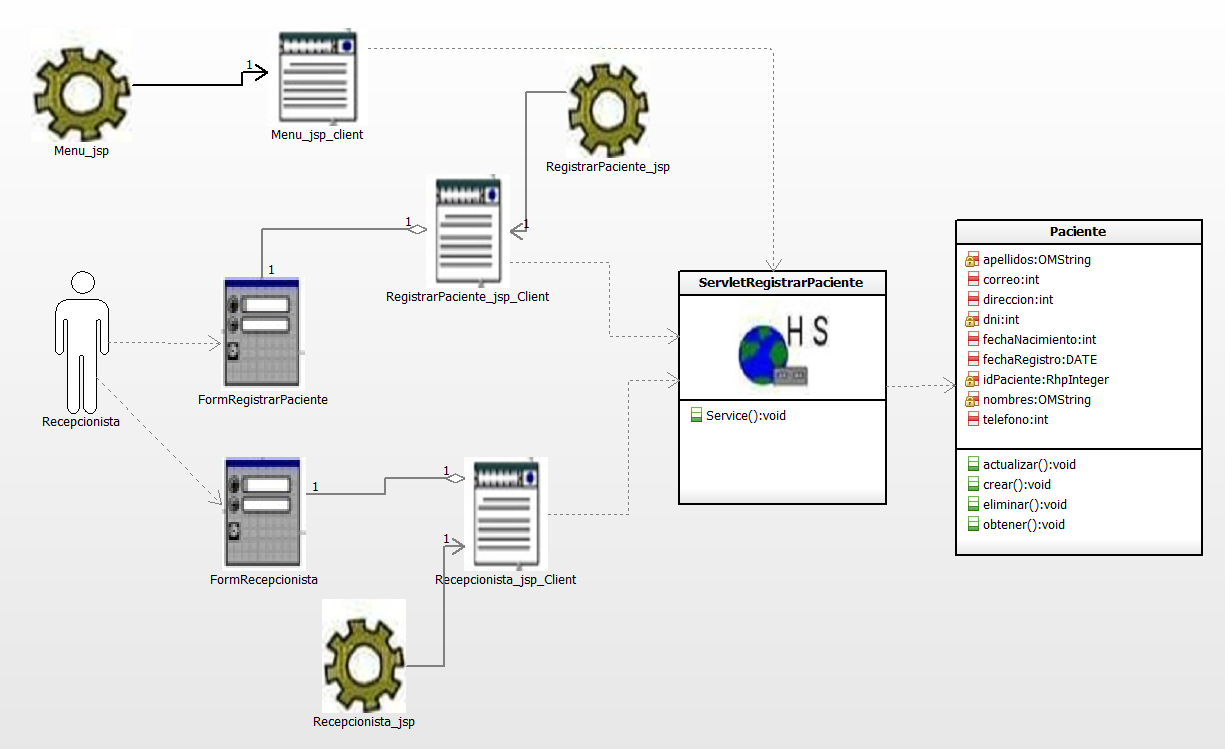 1
Menu_jsp
Menu_jsp_client
RegistrarPaciente_jsp
1
1
RegistrarPaciente_jsp_Client
1
FormRegistrarPaciente
Recepcionista
1
1
FormRecepcionista
1
Recepcionista_jsp_Client
Recepcionista_jsp
ServletRegistrarPaciente
H S
Service():void
Paciente
apellidos:OMString
correo:int
direccion:int
dni:int
fechaNacimiento:int
fechaRegistro:DATE
idPaciente:RhpInteger
nombres:OMString
telefono:int
actualizar():void
crear():void
eliminar():void
obtener():void